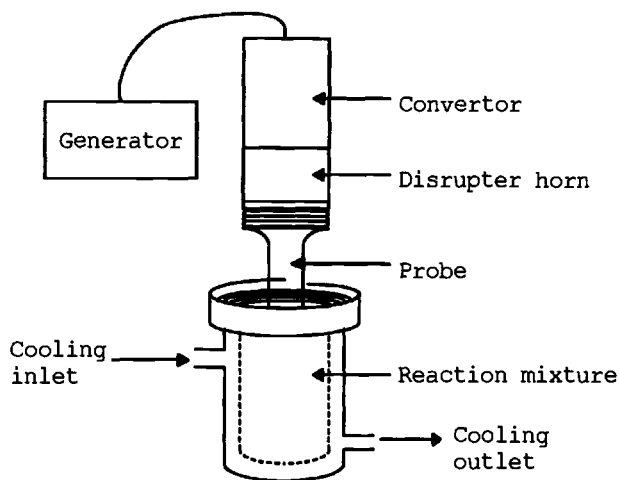 Convertor
Generator
Disrupter horn
Probe
Cooling
inlet
Reaction mixture
Cooling
outlet